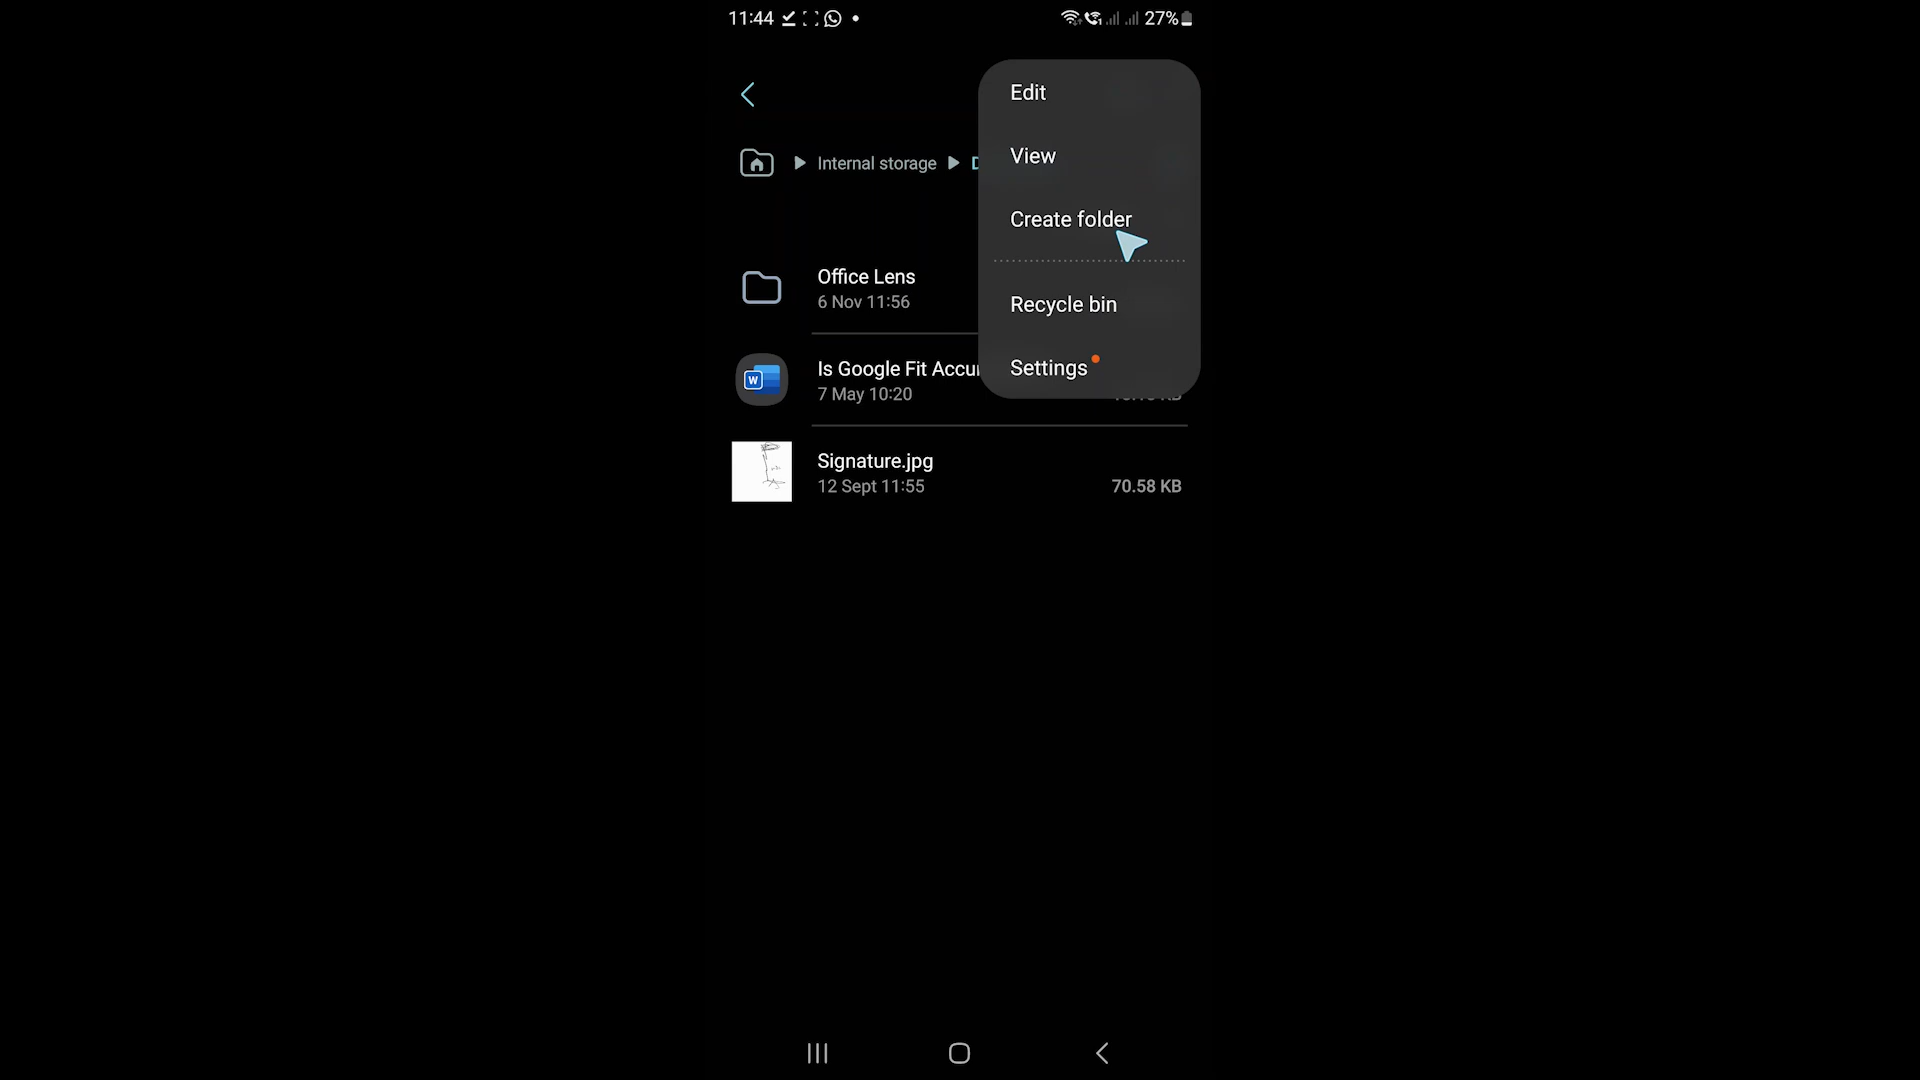 11:44 27%
Edit
View
Internal storage
Create folder
Office Lens
6 Nov 11:56
Recycle bin
Settings
Is Google Fit
7 May 10:20
W
Signature.jpg
12 Sept 11:55 70.58 KB